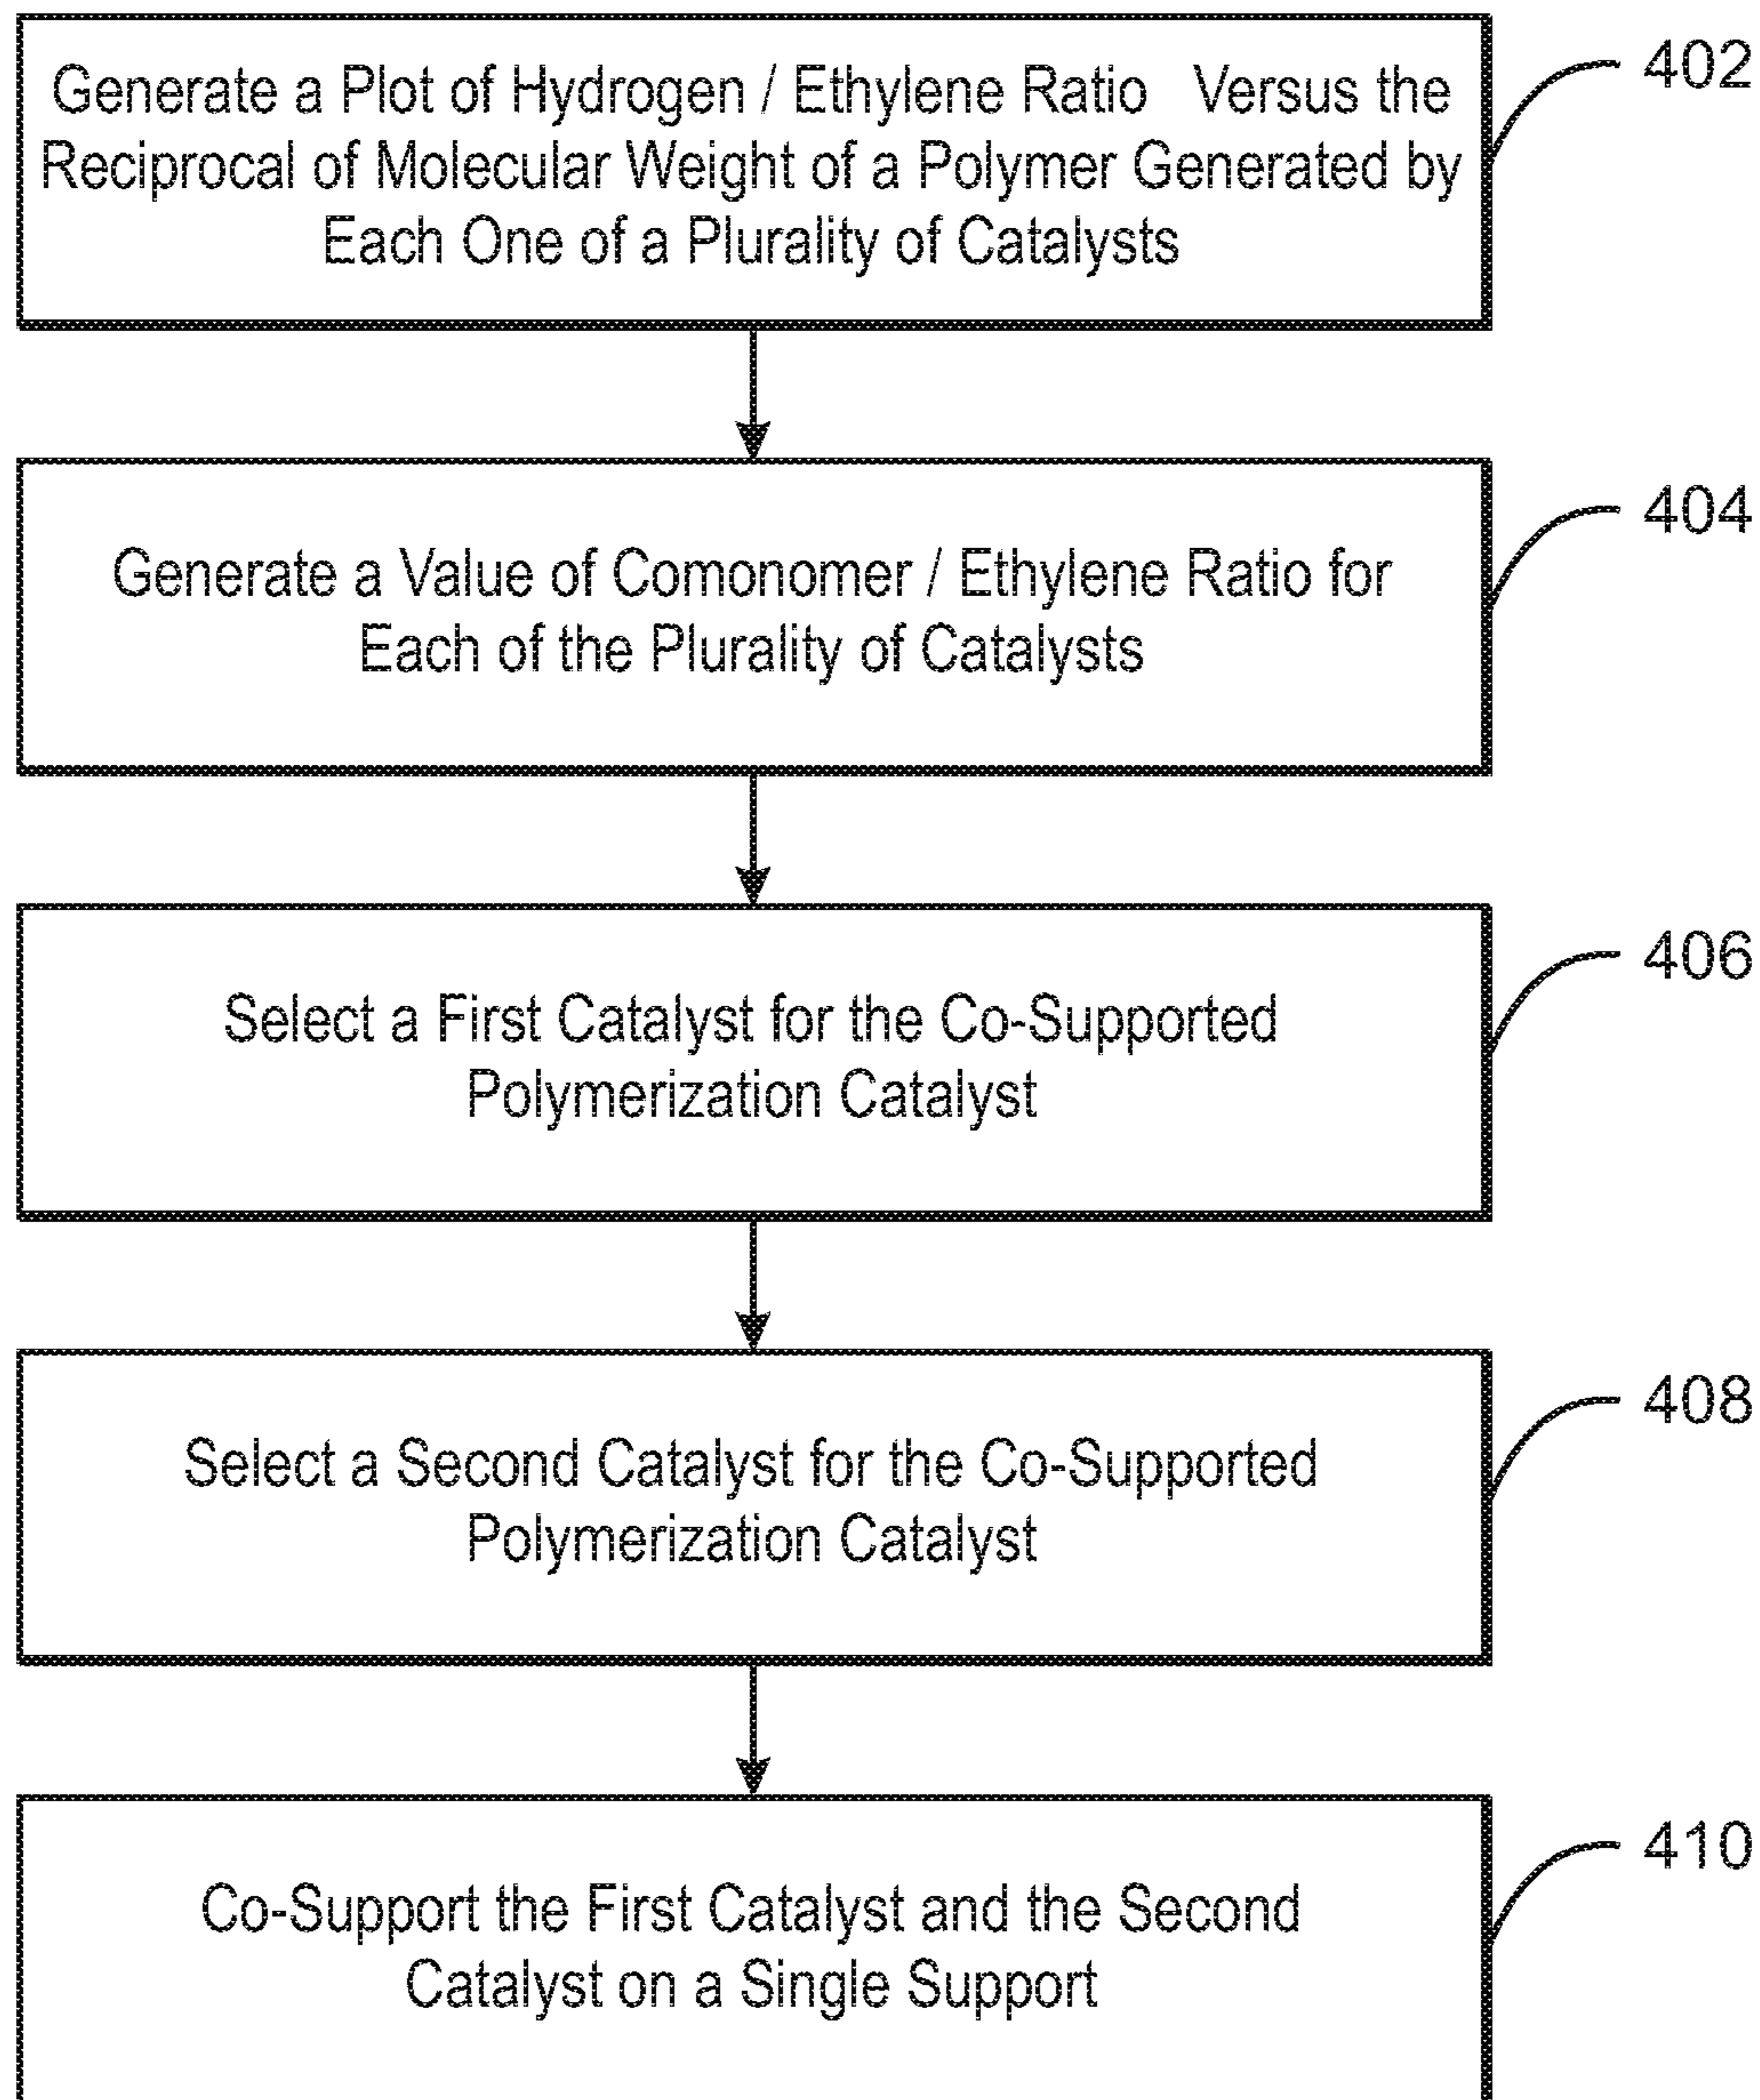 Generate a Plot of Hydrogen / Ethylene Ratio Versus the
Reciprocal of Molecular Weight of a Polymer Generated by
Each One of a Plurality of Catalysts
402
Generate a Value of Comonomer / Ethylene Ratio for
Each of the Plurality of Catalysts
404
Select a First Catalyst for the Co-Supported
Polymerization Catalyst
406
Select a Second Catalyst for the Co-Supported
Polymerization Catalyst
408
Co-Support the First Catalyst and the Second
Catalyst on a Single Support
410